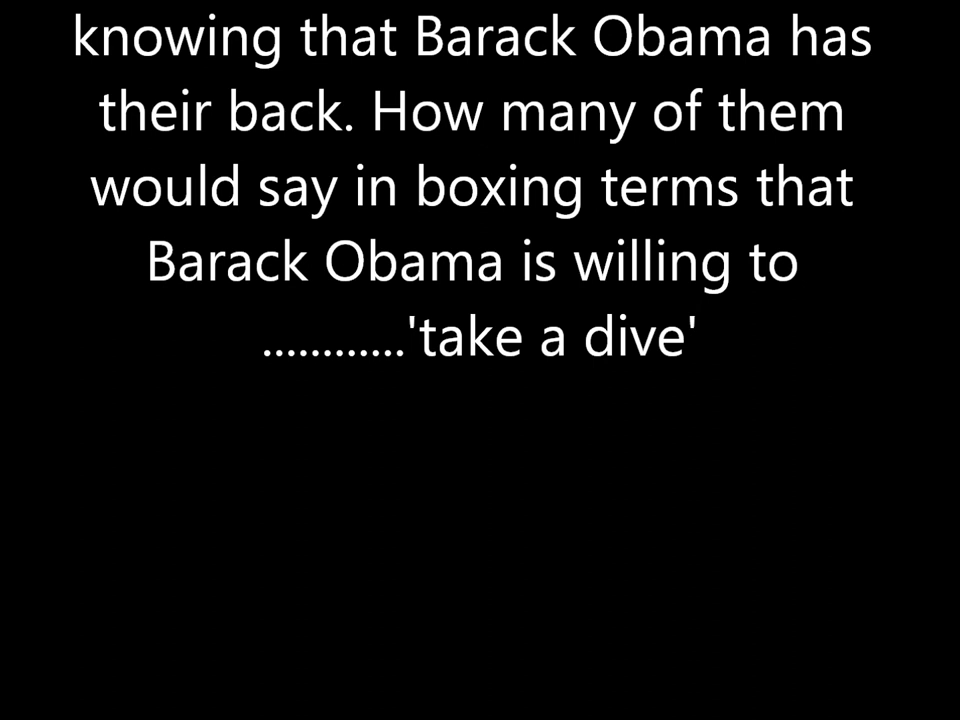 knowing that Barack Obama has
their back. How many of them
would say in boxing terms that
Barack Obama is willing to
............'take a dive'